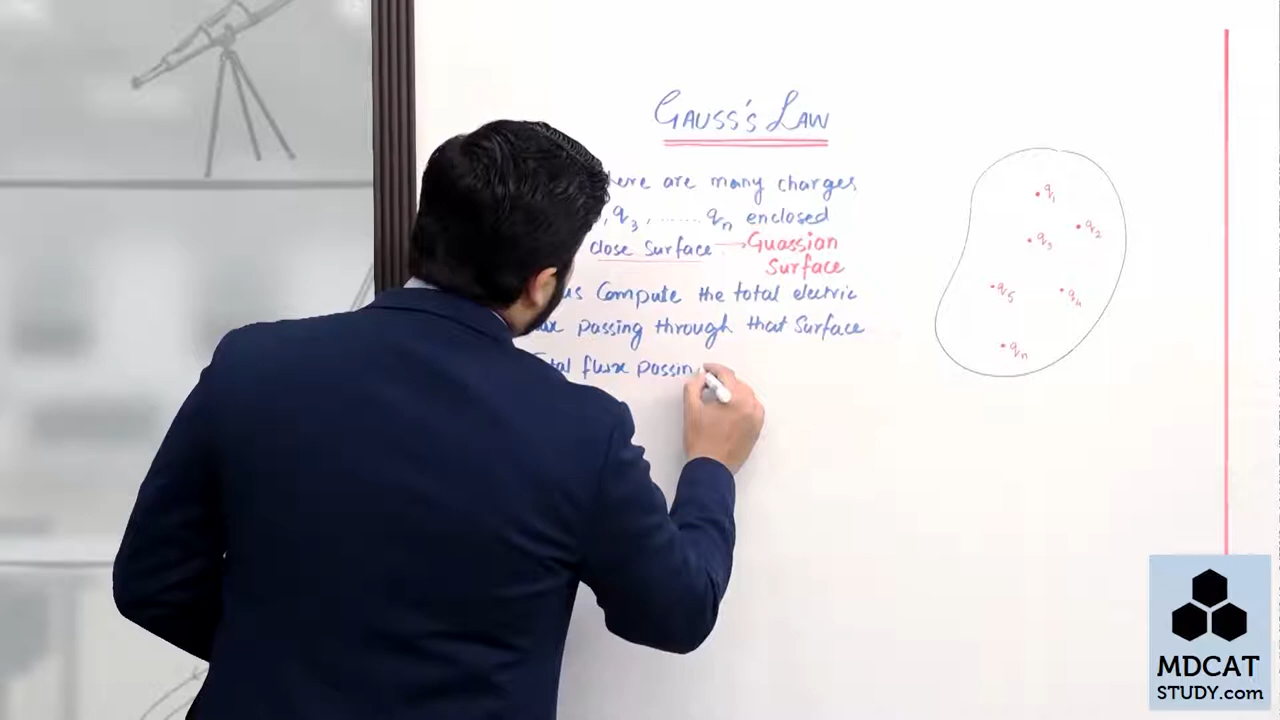 GAUSS'S LAW
here are many charges
, q3, ...... qn enclosed
close Surface → Guassian
Surface
us Compute the total electric
passing through that Surface
flux passin
q1
q2
q3
q5
q4
qn
MDCAT
STUDY.com